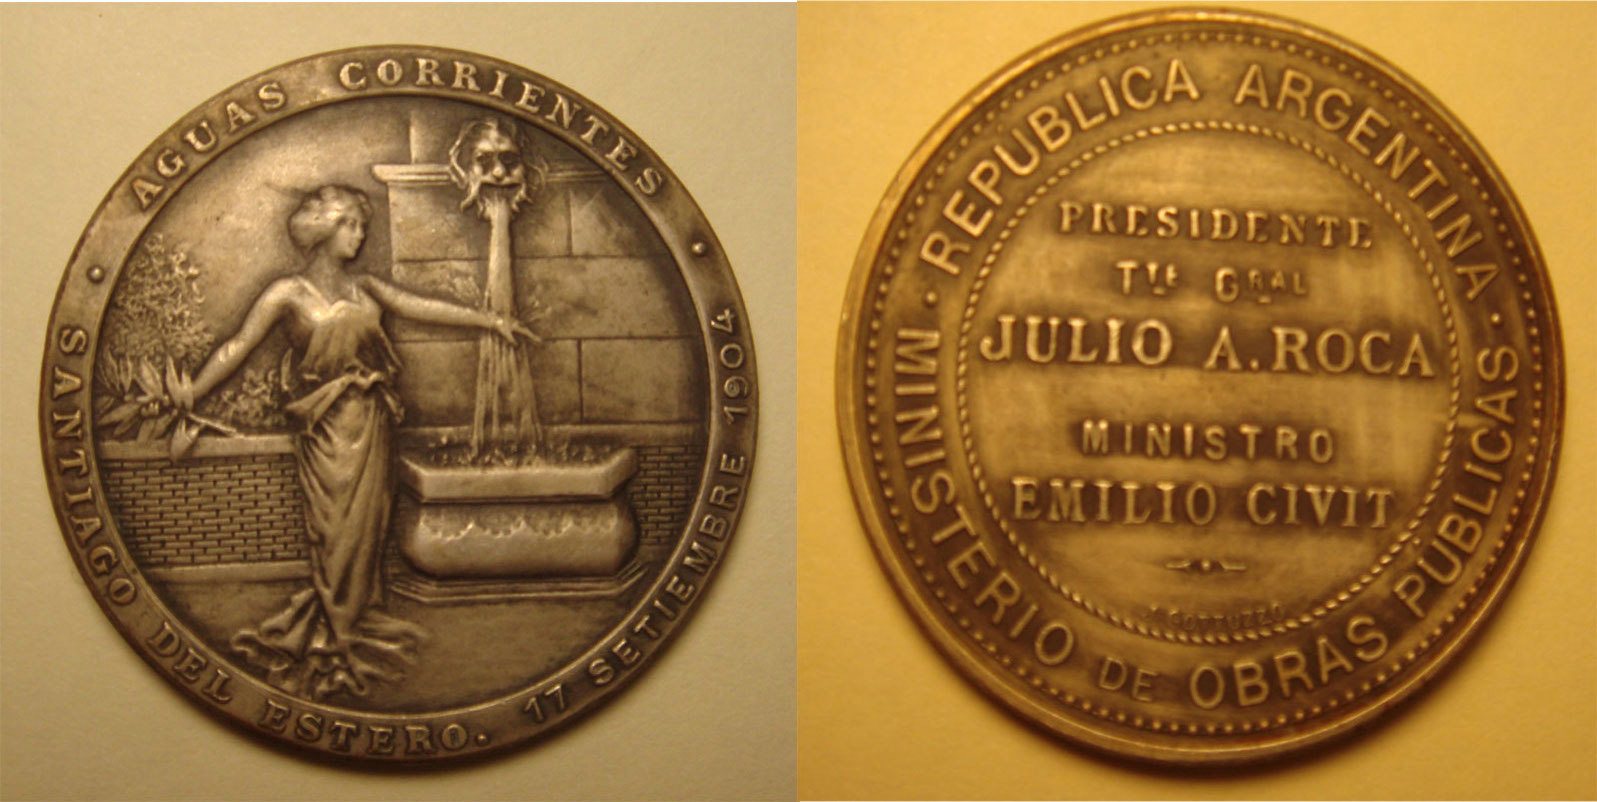 AGUAS CORRIENTES
SANTIAGO DEL ESTERO. 17 SETIEMBRE 1904
REPUBLICA ARGENTINA
PRESIDENTE
Tte GRAL
JULIO A. ROCA
MINISTRO
EMILIO CIVIT
GOTTUZZO
MINISTERIO DE OBRAS PUBLICAS